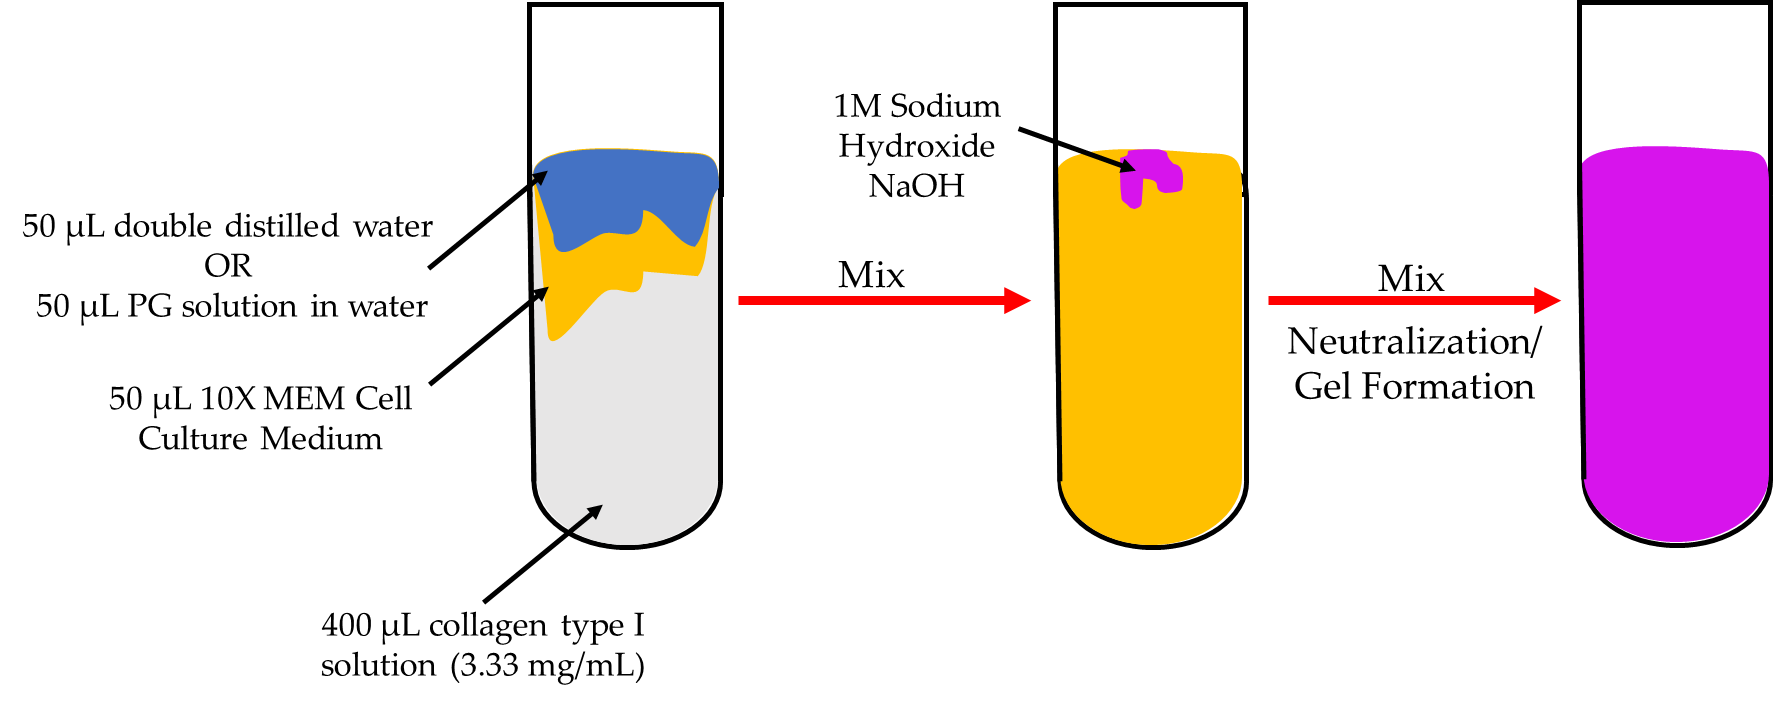 50 µL double distilled water
OR
50 µL PG solution in water
50 µL 10X MEM Cell
Culture Medium
400 µL collagen type I
solution (3.33 mg/mL)
Mix
1M Sodium
Hydroxide
NaOH
Mix
Neutralization/
Gel Formation